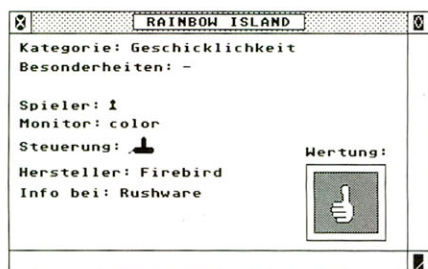 RAINBOW ISLAND
Kategorie: Geschicklichkeit
Besonderheiten: -
Spieler: 1
Monitor: color
Steuerung:
Wertung:
Hersteller: Firebird
Info bei: Rushware